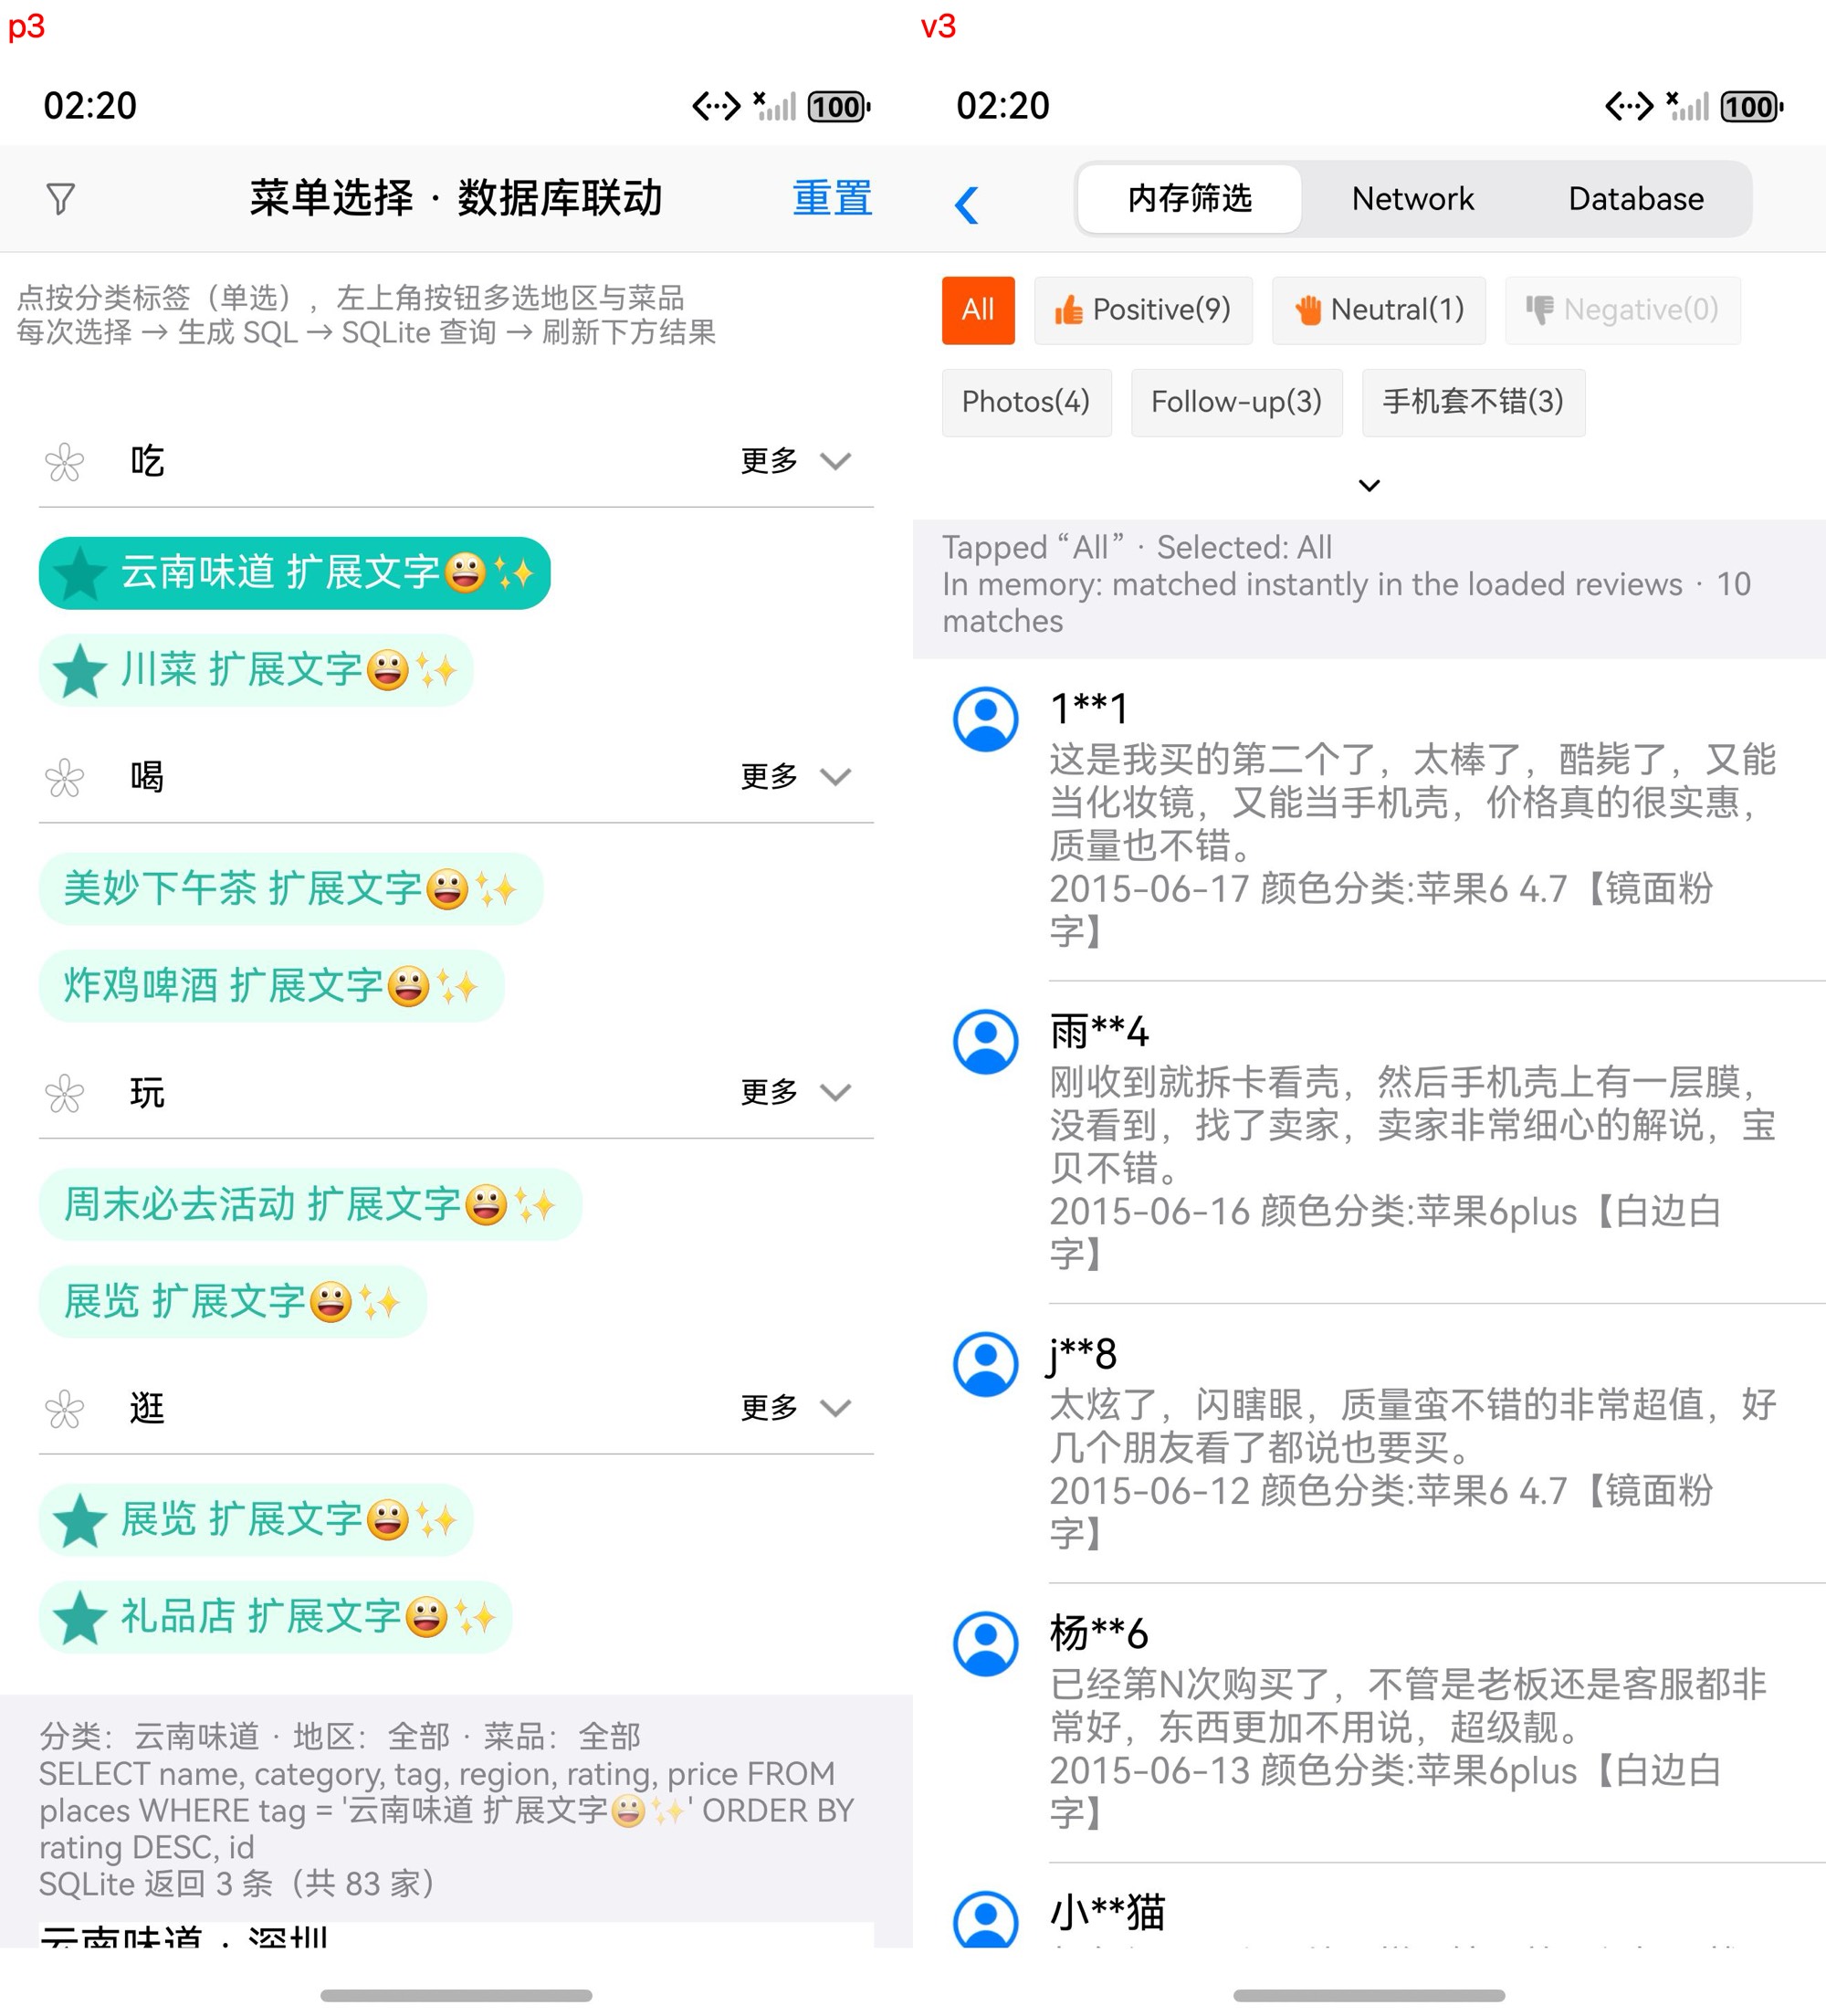 p3
02:20
100
菜单选择 · 数据库联动
重置
点按分类标签（单选），左上角按钮多选地区与菜品
每次选择 → 生成 SQL → SQLite 查询 → 刷新下方结果
吃
更多
云南味道 扩展文字😀✨
川菜 扩展文字😀✨
喝
更多
美妙下午茶 扩展文字😀✨
炸鸡啤酒 扩展文字😀✨
玩
更多
周末必去活动 扩展文字😀✨
展览 扩展文字😀✨
逛
更多
展览 扩展文字😀✨
礼品店 扩展文字😀✨
分类：云南味道 · 地区：全部 · 菜品：全部
SELECT name, category, tag, region, rating, price FROM
places WHERE tag = '云南味道 扩展文字😀✨' ORDER BY
rating DESC, id
SQLite 返回 3 条（共 83 家）
云南味道 · 深圳
v3
02:20
100
内存筛选
Network
Database
All
Positive(9)
Neutral(1)
Negative(0)
Photos(4)
Follow-up(3)
手机套不错(3)
Tapped “All” · Selected: All
In memory: matched instantly in the loaded reviews · 10
matches
1**1
这是我买的第二个了，太棒了，酷毙了，又能
当化妆镜，又能当手机壳，价格真的很实惠，
质量也不错。
2015-06-17 颜色分类:苹果6 4.7【镜面粉
字】
雨**4
刚收到就拆卡看壳，然后手机壳上有一层膜，
没看到，找了卖家，卖家非常细心的解说，宝
贝不错。
2015-06-16 颜色分类:苹果6plus【白边白
字】
j**8
太炫了，闪瞎眼，质量蛮不错的非常超值，好
几个朋友看了都说也要买。
2015-06-12 颜色分类:苹果6 4.7【镜面粉
字】
杨**6
已经第N次购买了，不管是老板还是客服都非
常好，东西更加不用说，超级靓。
2015-06-13 颜色分类:苹果6plus【白边白
字】
小**猫